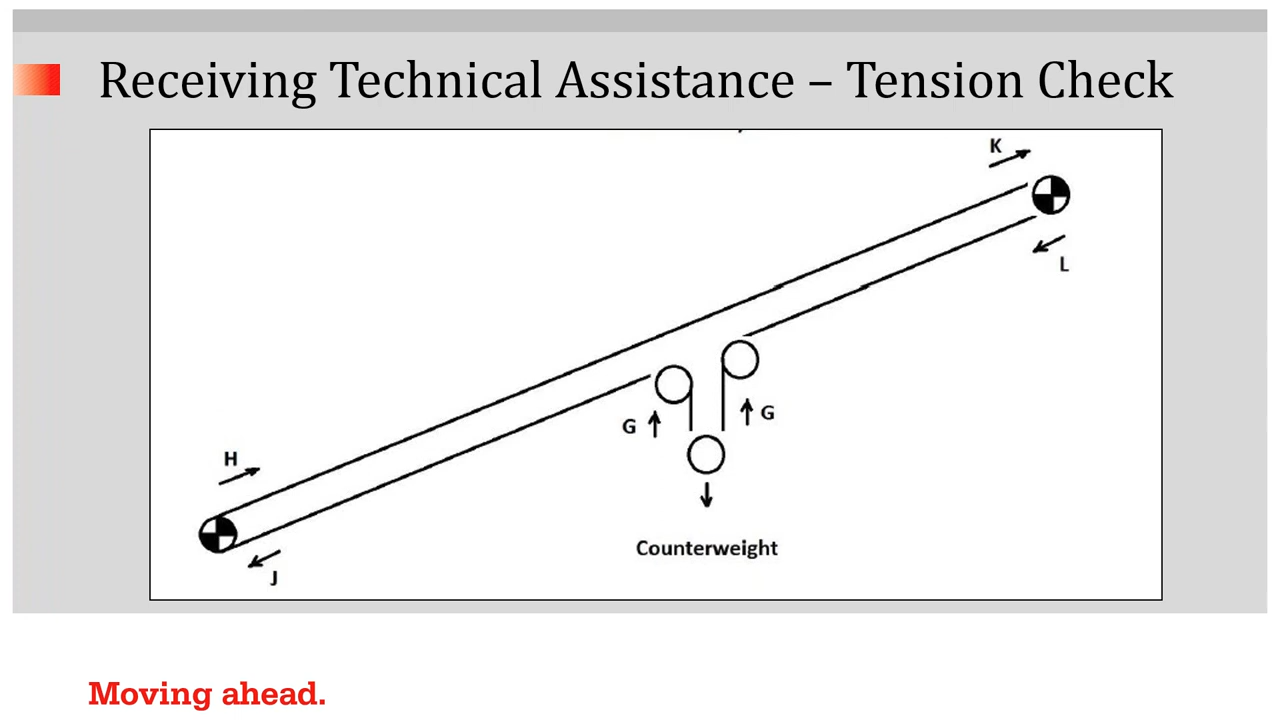 Receiving Technical Assistance – Tension Check
K
L
G
G
H
J
Counterweight
Moving ahead.